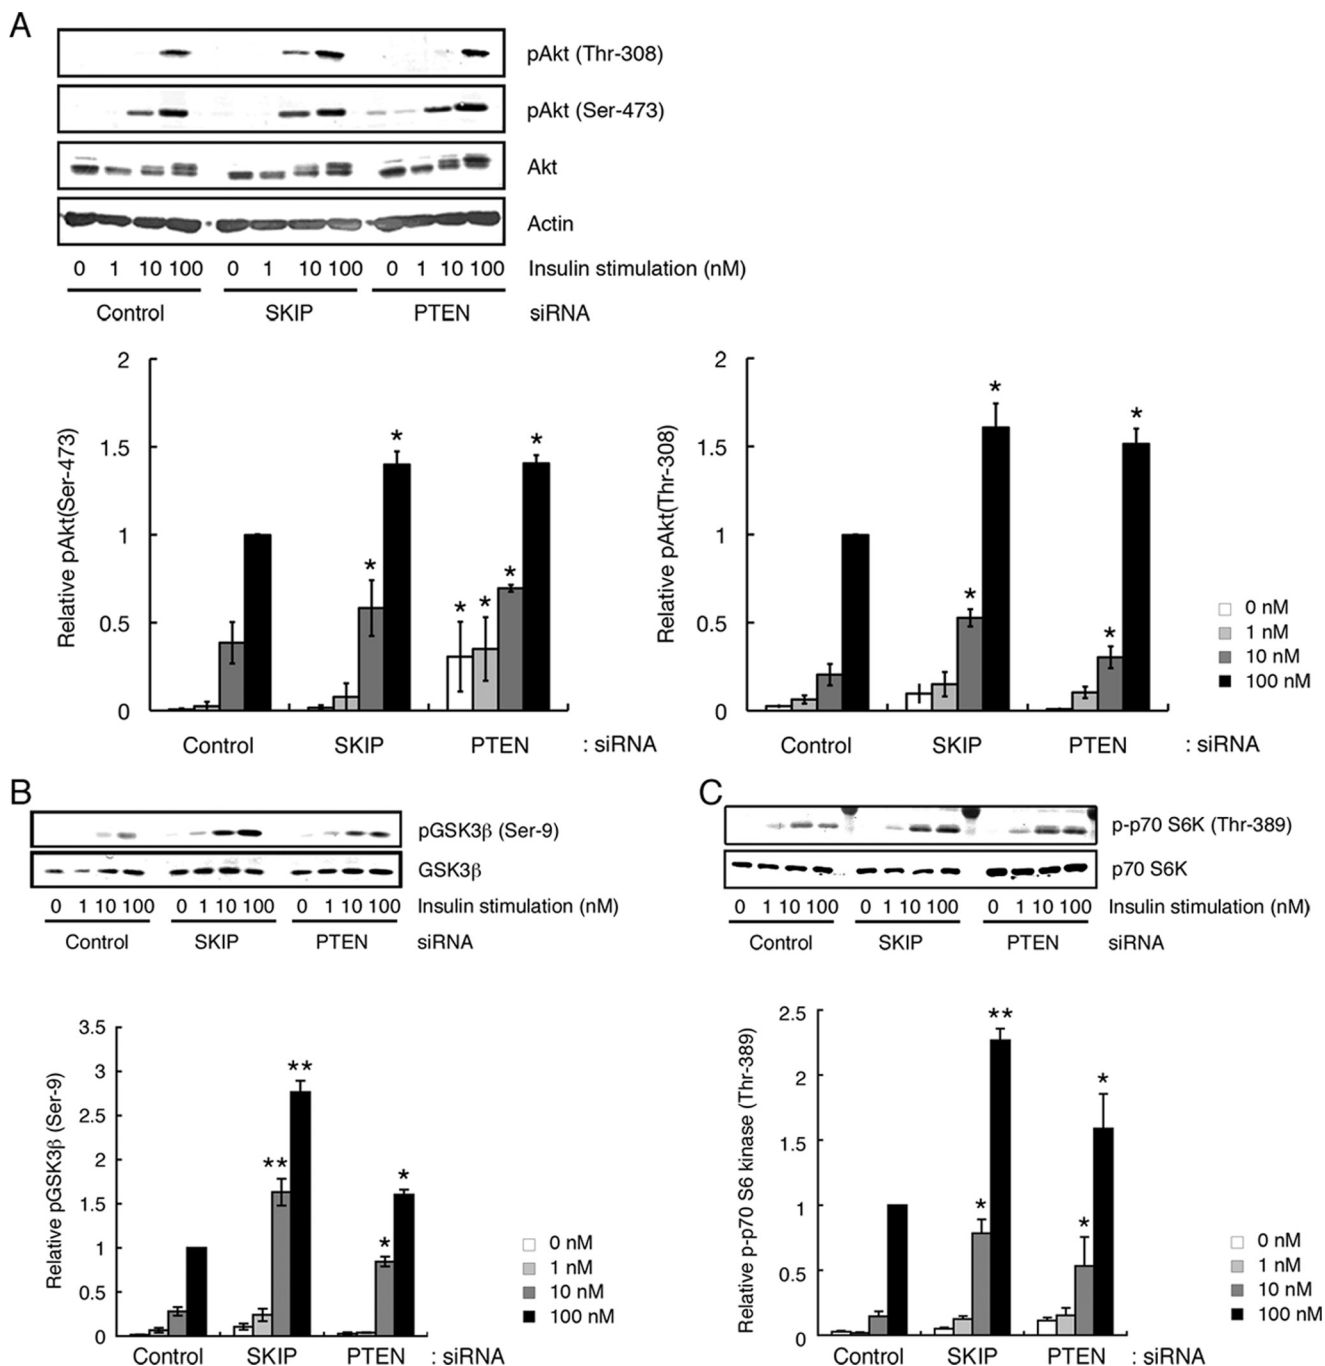 A
pAkt (Thr-308)
pAkt (Ser-473)
Akt
Actin
0 1 10 100 0 1 10 100 0 1 10 100 Insulin stimulation (nM)
Control SKIP PTEN siRNA
Relative pAkt(Ser-473)
2
1.5
1
0.5
0
* * * * * *
Control SKIP PTEN : siRNA
Relative pAkt(Thr-308)
2
1.5
1
0.5
0
* * * *
Control SKIP PTEN : siRNA
0 nM
1 nM
10 nM
100 nM
B
pGSK3β (Ser-9)
GSK3β
0 1 10 100 0 1 10 100 0 1 10 100 Insulin stimulation (nM)
Control SKIP PTEN siRNA
Relative pGSK3β (Ser-9)
3.5
3
2.5
2
1.5
1
0.5
0
** ** * *
Control SKIP PTEN : siRNA
0 nM
1 nM
10 nM
100 nM
C
p-p70 S6K (Thr-389)
p70 S6K
0 1 10 100 0 1 10 100 0 1 10 100 Insulin stimulation (nM)
Control SKIP PTEN siRNA
Relative p-p70 S6 kinase (Thr-389)
2.5
2
1.5
1
0.5
0
* ** * *
Control SKIP PTEN : siRNA
0 nM
1 nM
10 nM
100 nM